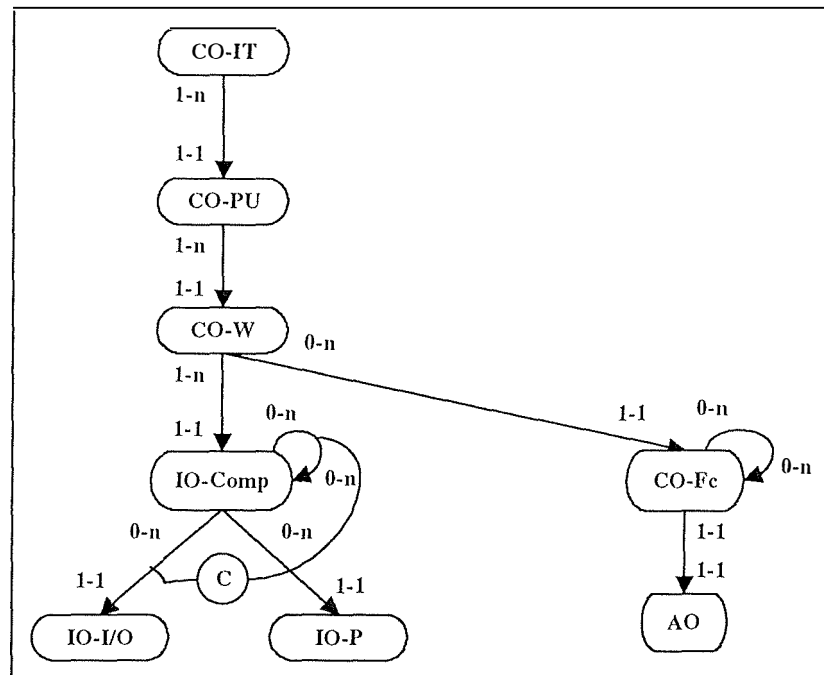 CO-IT
1-n
1-1
CO-PU
1-n
1-1
CO-W
0-n
1-n
0-n
1-1
0-n
1-1
IO-Comp
0-n
CO-Fc
0-n
0-n
0-n
1-1
C
1-1
1-1
1-1
IO-I/O
IO-P
AO